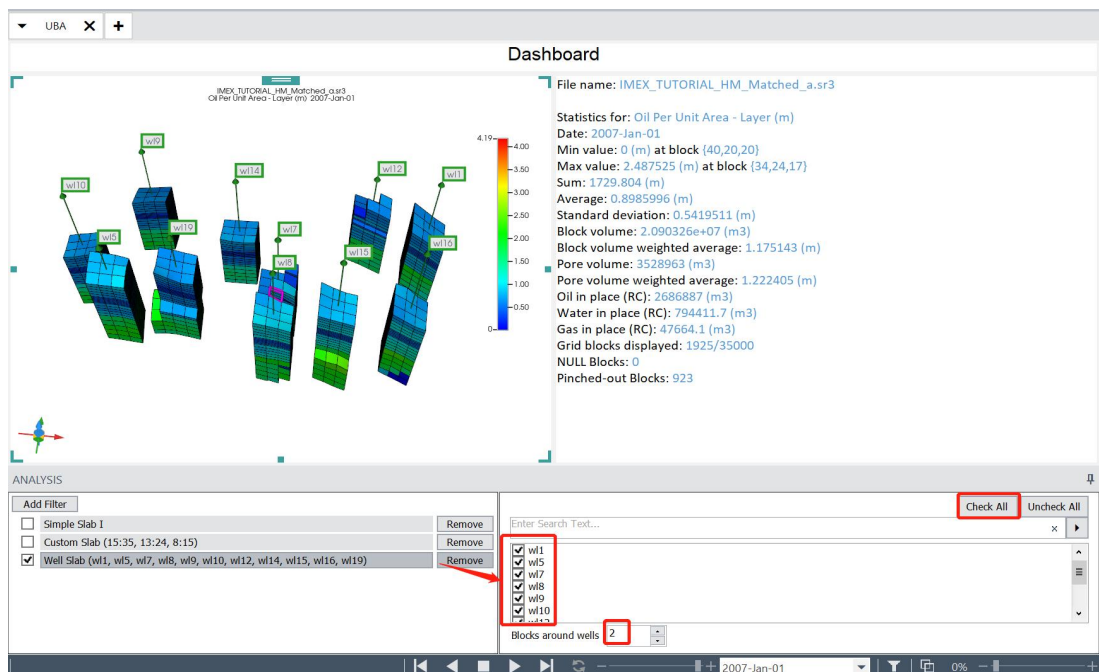 UBA
Dashboard
IMEX_TUTORIAL_HM_Matched_a.sr3
Oil Per Unit Area - Layer (m) 2007-Jan-01
wl9
wl14
wl12
wl1
wl10
wl5
wl19
wl7
wl16
wl15
wl8
4.19
4.00
3.50
3.00
2.50
2.00
1.50
1.00
0.50
0
File name: IMEX_TUTORIAL_HM_Matched_a.sr3
Statistics for: Oil Per Unit Area - Layer (m)
Date: 2007-Jan-01
Min value: 0 (m) at block {40,20,20}
Max value: 2.487525 (m) at block {34,24,17}
Sum: 1729.804 (m)
Average: 0.8985996 (m)
Standard deviation: 0.5419511 (m)
Block volume: 2.090326e+07 (m3)
Block volume weighted average: 1.175143 (m)
Pore volume: 3528963 (m3)
Pore volume weighted average: 1.222405 (m)
Oil in place (RC): 2686887 (m3)
Water in place (RC): 794411.7 (m3)
Gas in place (RC): 47664.1 (m3)
Grid blocks displayed: 1925/35000
NULL Blocks: 0
Pinched-out Blocks: 923
ANALYSIS
Add Filter
Simple Slab I Remove
Custom Slab (15:35, 13:24, 8:15) Remove
Well Slab (wl1, wl5, wl7, wl8, wl9, wl10, wl12, wl14, wl15, wl16, wl19) Remove
Check All Uncheck All
Enter Search Text...
wl1
wl5
wl7
wl8
wl9
wl10
wl12
Blocks around wells 2
2007-Jan-01 0%